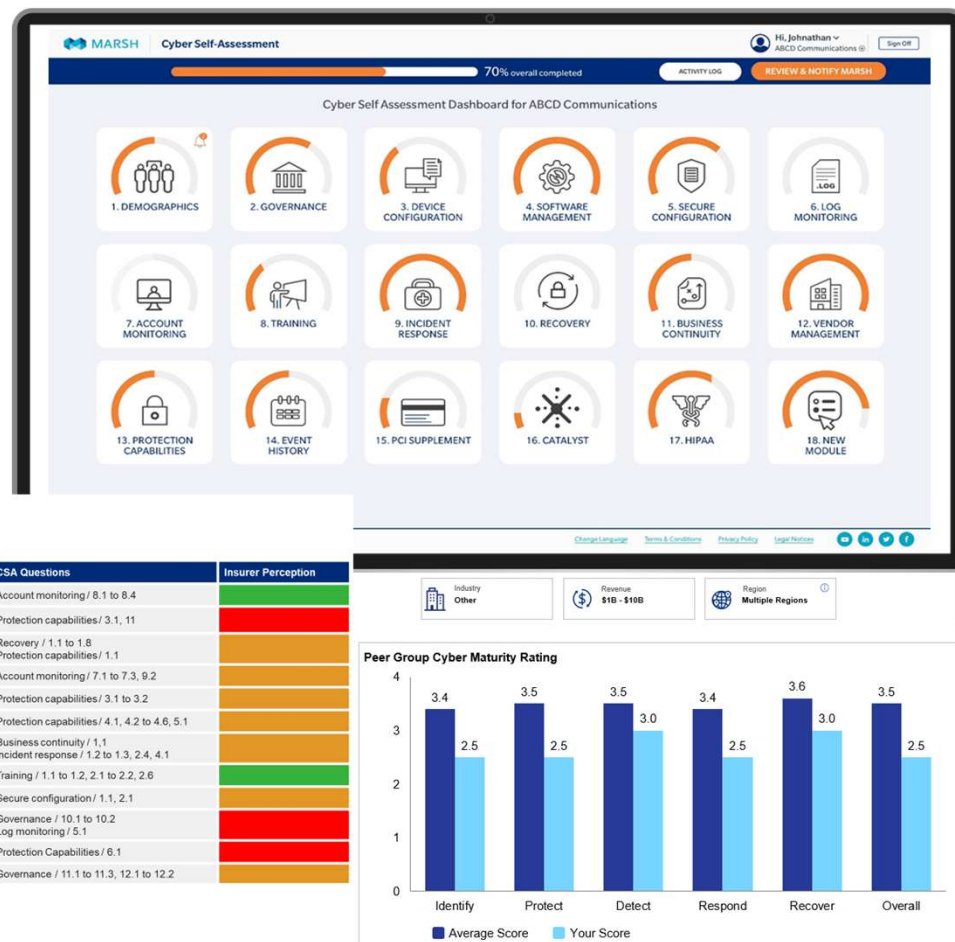 MARSH Cyber Self-Assessment
Hi, Johnathan
ABCD Communications
Sign Off
70% overall completed
ACTIVITY LOG
REVIEW & NOTIFY MARSH
Cyber Self Assessment Dashboard for ABCD Communications
1. DEMOGRAPHICS
2. GOVERNANCE
3. DEVICE
CONFIGURATION
4. SOFTWARE
MANAGEMENT
5. SECURE
CONFIGURATION
.LOG
6. LOG
MONITORING
7. ACCOUNT
MONITORING
8. TRAINING
9. INCIDENT
RESPONSE
10. RECOVERY
11. BUSINESS
CONTINUITY
12. VENDOR
MANAGEMENT
13. PROTECTION
CAPABILITIES
14. EVENT
HISTORY
15. PCI SUPPLEMENT
16. CATALYST
17. HIPAA
18. NEW
MODULE
Change Language Terms & Conditions Privacy Policy Legal Notices
CSA Questions Insurer Perception
Account monitoring / 8.1 to 8.4
Protection capabilities / 3.1, 11
Recovery / 1.1 to 1.8
Protection capabilities / 1.1
Account monitoring / 7.1 to 7.3, 9.2
Protection capabilities / 3.1 to 3.2
Protection capabilities / 4.1, 4.2 to 4.6, 5.1
Business continuity / 1,1
Incident response / 1.2 to 1.3, 2.4, 4.1
Training / 1.1 to 1.2, 2.1 to 2.2, 2.6
Secure configuration / 1.1, 2.1
Governance / 10.1 to 10.2
Log monitoring / 5.1
Protection Capabilities / 6.1
Governance / 11.1 to 11.3, 12.1 to 12.2
Industry
Other
Revenue
$1B - $10B
Region
Multiple Regions
Peer Group Cyber Maturity Rating
4
3
2
1
0
3.4 2.5 3.5 2.5 3.5 3.0 3.4 2.5 3.6 3.0 3.5 2.5
Identify Protect Detect Respond Recover Overall
Average Score Your Score